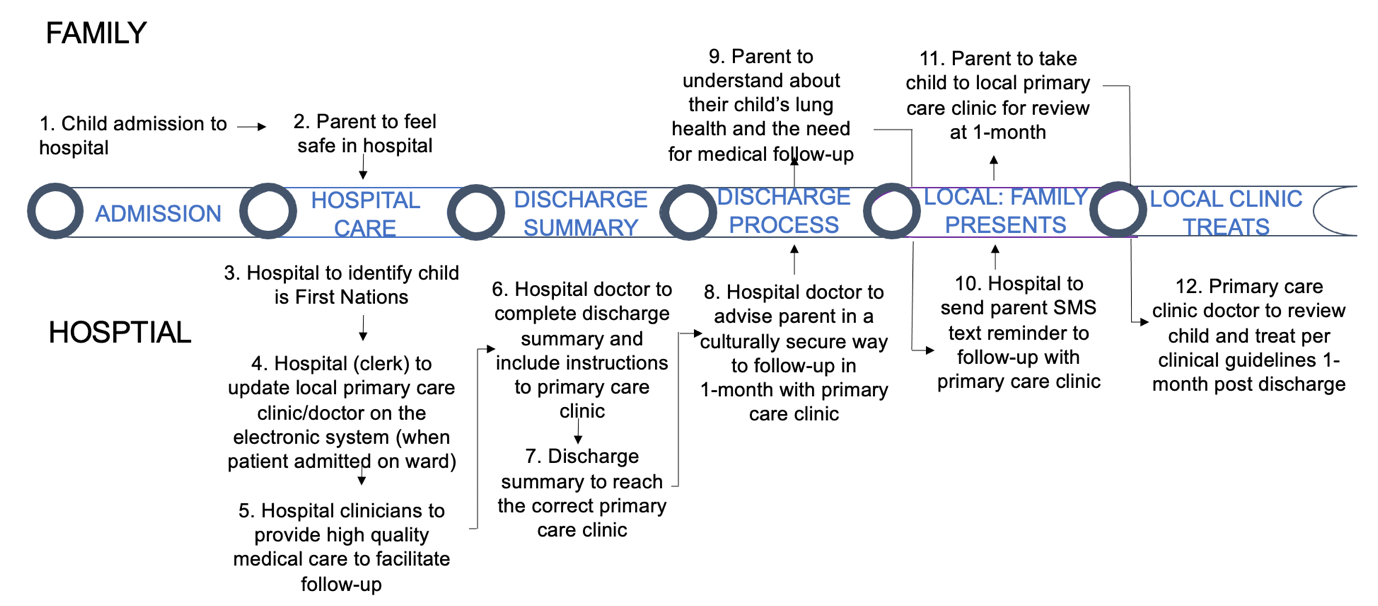 FAMILY
1. Child admission to
hospital
2. Parent to feel
safe in hospital
9. Parent to
understand about
their child's lung
health and the need
for medical follow-up
11. Parent to take
child to local primary
care clinic for review
at 1-month
ADMISSION
HOSPITAL
CARE
DISCHARGE
SUMMARY
DISCHARGE
PROCESS
LOCAL: FAMILY
PRESENTS
LOCAL CLINIC
TREATS
HOSPTIAL
3. Hospital to identify child
is First Nations
4. Hospital (clerk) to
update local primary care
clinic/doctor on the
electronic system (when
patient admitted on ward)
5. Hospital clinicians to
provide high quality
medical care to facilitate
follow-up
6. Hospital doctor to
complete discharge
summary and
include instructions
to primary care
clinic
7. Discharge
summary to reach
the correct primary
care clinic
8. Hospital doctor to
advise parent in a
culturally secure way
to follow-up in
1-month with primary
care clinic
10. Hospital to
send parent SMS
text reminder to
follow-up with
primary care clinic
12. Primary care
clinic doctor to review
child and treat per
clinical guidelines 1-
month post discharge